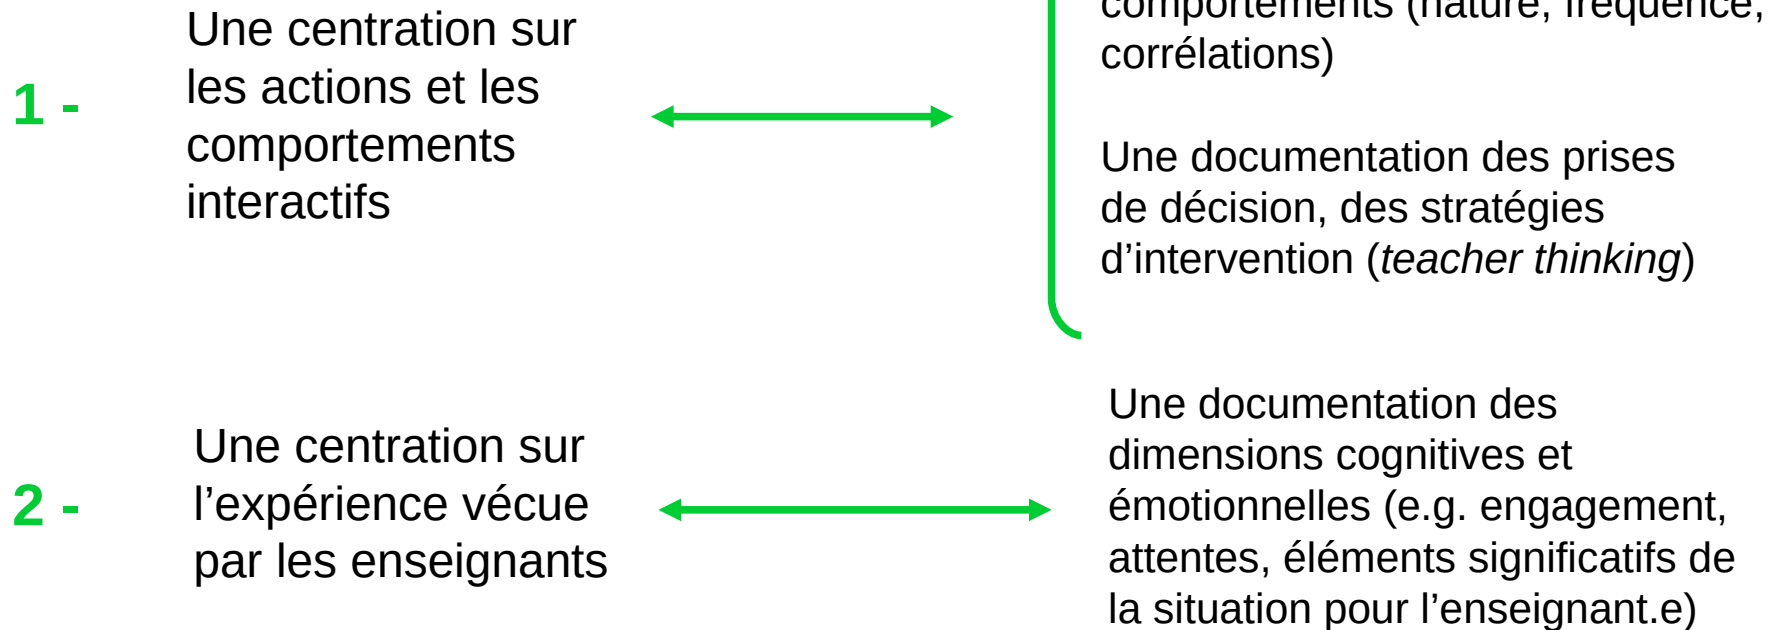 1 -
Une centration sur
les actions et les
comportements
interactifs
comportements (nature, fréquence,
corrélations)
Une documentation des prises
de décision, des stratégies
d’intervention (teacher thinking)
2 -
Une centration sur
l’expérience vécue
par les enseignants
Une documentation des
dimensions cognitives et
émotionnelles (e.g. engagement,
attentes, éléments significatifs de
la situation pour l’enseignant.e)